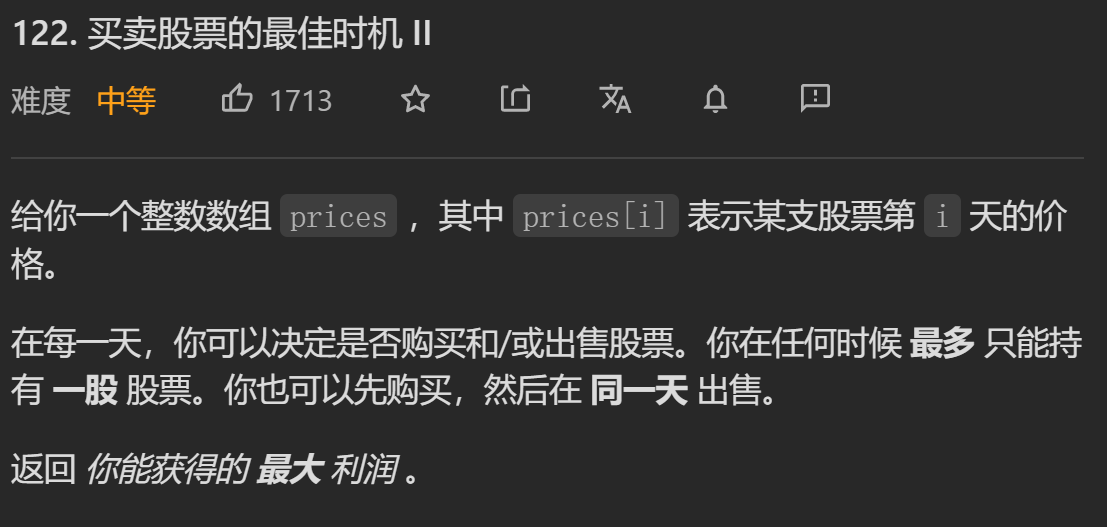 122. 买卖股票的最佳时机 II
难度 中等 1713
给你一个整数数组 prices ，其中 prices[i] 表示某支股票第 i 天的价
格。
在每一天，你可以决定是否购买和/或出售股票。你在任何时候 最多 只能持
有 一股 股票。你也可以先购买，然后在 同一天 出售。
返回 你能获得的 最大 利润 。